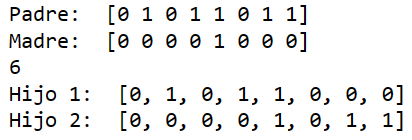 Padre:  [0 1 0 1 1 0 1 1]
Madre:  [0 0 0 0 1 0 0 0]
6
Hijo 1:  [0, 1, 0, 1, 1, 0, 0, 0]
Hijo 2:  [0, 0, 0, 0, 1, 0, 1, 1]